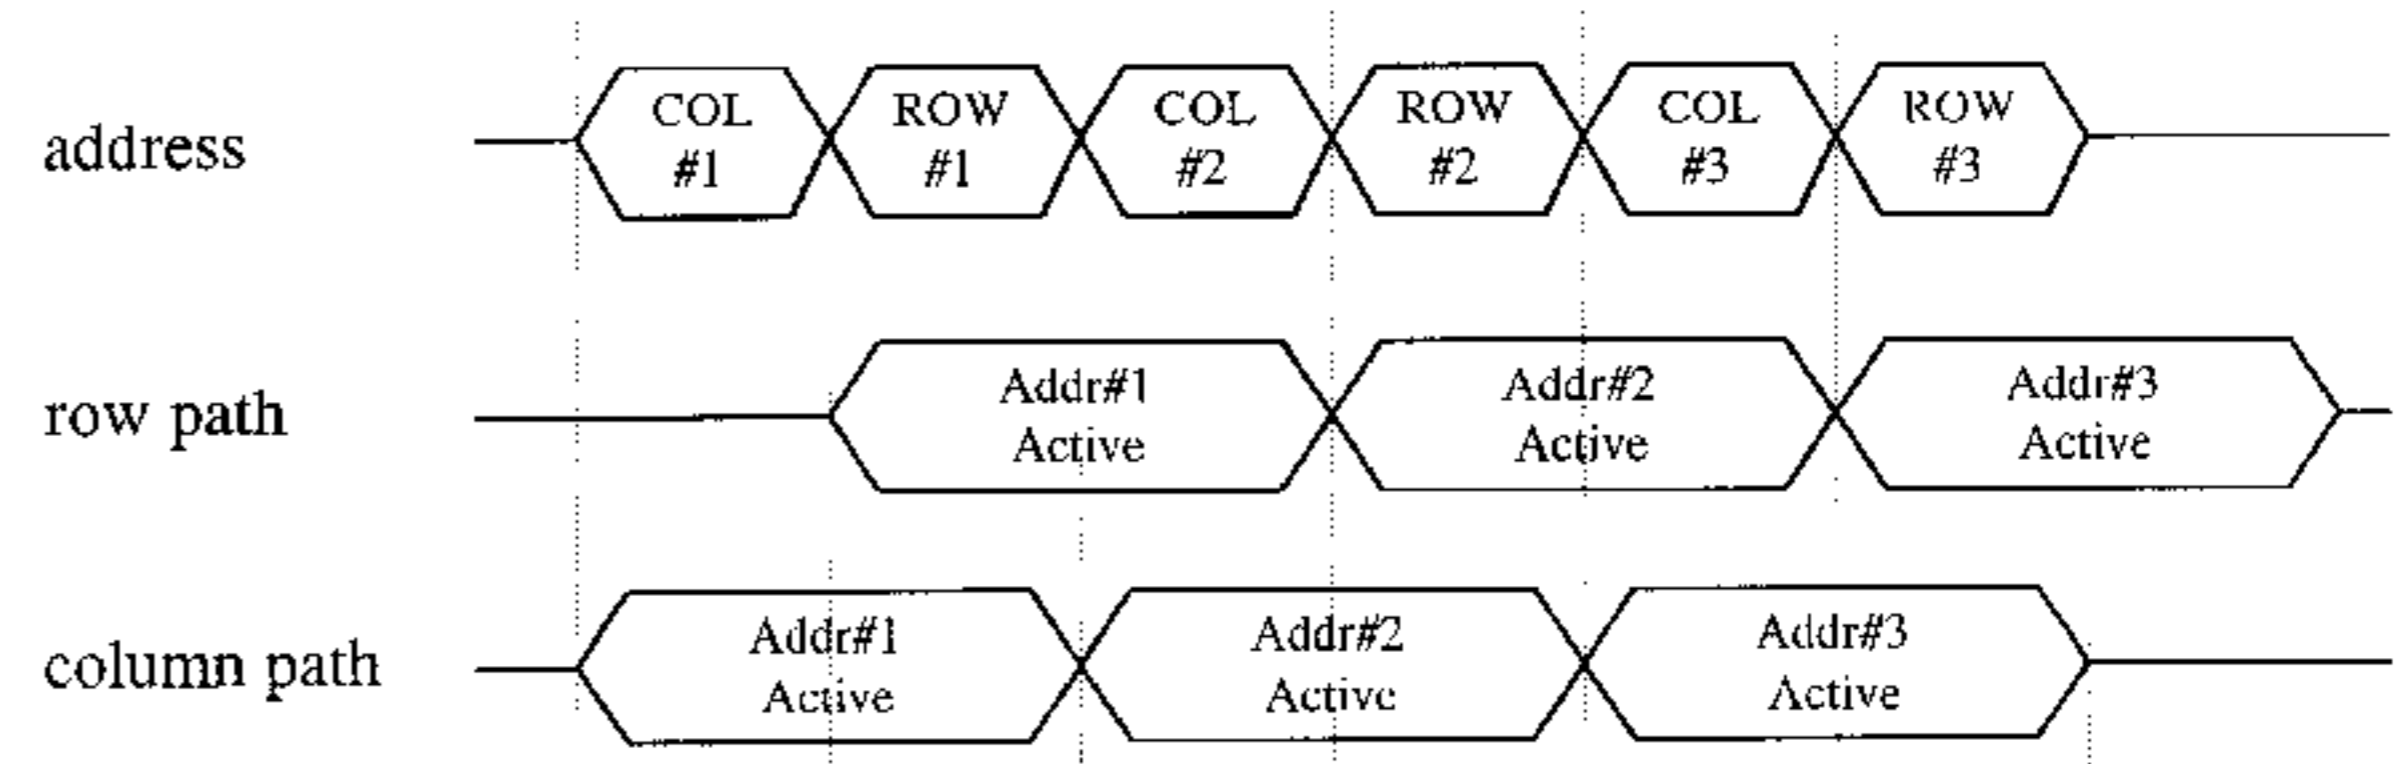 address
COL ROW COL ROW COL ROW
#1 #1 #2 #2 #3 #3
row path
Addr#1 Addr#2 Addr#3
Active Active Active
column path
Addr#1 Addr#2 Addr#3
Active Active Active